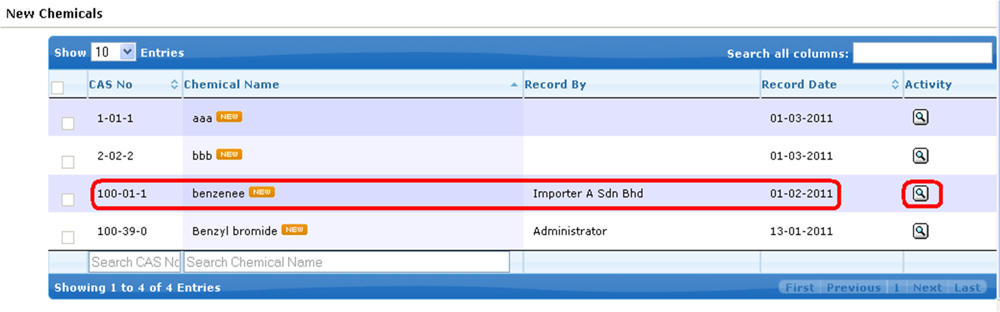 New Chemicals
Show 10 Entries Search all columns:
CAS No Chemical Name Record By Record Date Activity
1-01-1 aaa NEW 01-03-2011
2-02-2 bbb NEW 01-03-2011
100-01-1 benzenee NEW Importer A Sdn Bhd 01-02-2011
100-39-0 Benzyl bromide NEW Administrator 13-01-2011
Search CAS No Search Chemical Name
Showing 1 to 4 of 4 Entries First Previous 1 Next Last